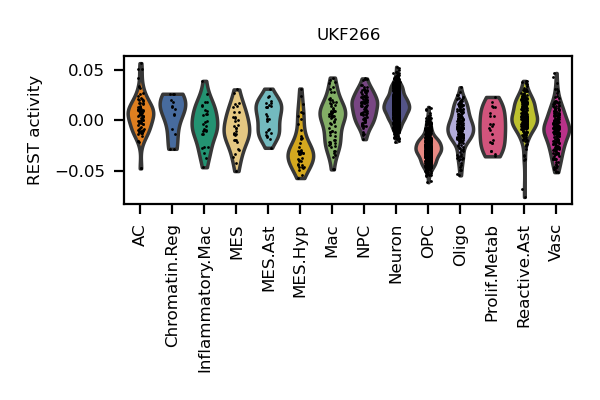 UKF266
REST activity
0.05
0.00
−0.05
AC
Chromatin.Reg
Inflammatory.Mac
MES
MES.Ast
MES.Hyp
Mac
NPC
Neuron
OPC
Oligo
Prolif.Metab
Reactive.Ast
Vasc